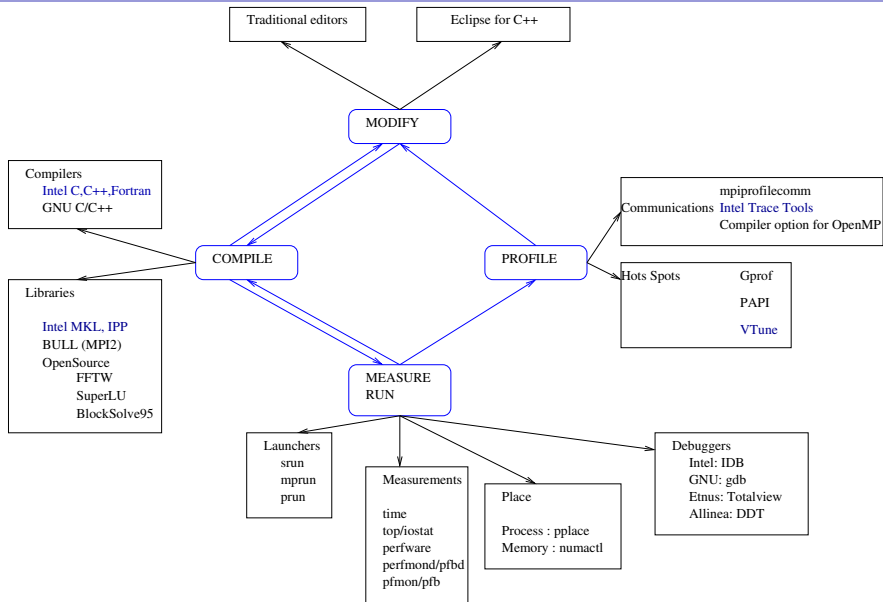 Traditional editors
Eclipse for C++
MODIFY
Compilers
Intel C,C++,Fortran
GNU C/C++
mpiprofilecomm
Communications Intel Trace Tools
Compiler option for OpenMP
COMPILE
PROFILE
Hots Spots Gprof
PAPI
VTune
Libraries
Intel MKL, IPP
BULL (MPI2)
OpenSource
FFTW
SuperLU
BlockSolve95
MEASURE
RUN
Launchers
srun
mprun
prun
Measurements
time
top/iostat
perfware
perfmond/pfbd
pfmon/pfb
Place
Process : pplace
Memory : numactl
Debuggers
Intel: IDB
GNU: gdb
Etnus: Totalview
Allinea: DDT